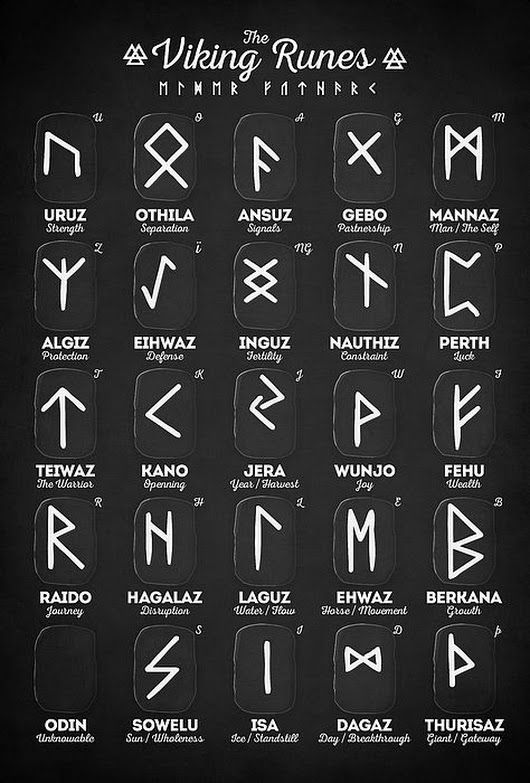 The
Viking Runes
ᛖᛚᛞᛖᚱ ᚠᚢᛏᚺᚨᚱᚲ
U O A G M
ᚢ ᛟ ᚨ ᚷ ᛗ
URUZ OTHILA ANSUZ GEBO MANNAZ
Strength Separation Signals Partnership Man / The Self
Z Ï NG N P
ᛉ ᛇ ᛝ ᚾ ᛈ
ALGIZ EIHWAZ INGUZ NAUTHIZ PERTH
Protection Defense Fertility Constraint Luck
T K J W F
ᛏ ᚲ ᛃ ᚹ ᚠ
TEIWAZ KANO JERA WUNJO FEHU
The Warrior Openning Year / Harvest Joy Wealth
R H L E B
ᚱ ᚺ ᛚ ᛖ ᛒ
RAIDO HAGALAZ LAGUZ EHWAZ BERKANA
Journey Disruption Water / Flow Horse / Movement Growth
S I D þ
ᛊ ᛁ ᛞ ᚦ
ODIN SOWELU ISA DAGAZ THURISAZ
Unknowable Sun / Wholeness Ice / Standstill Day / Breakthrough Giant / Gateway